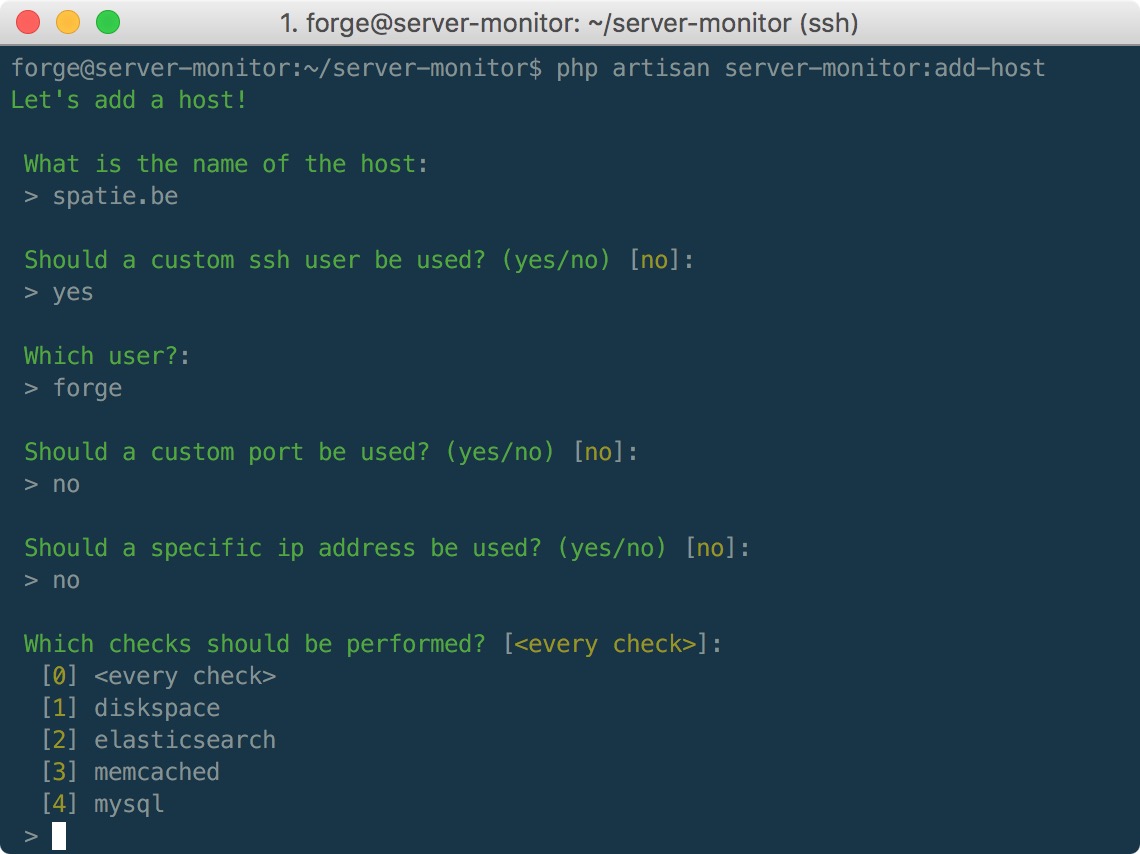 1. forge@server-monitor: ~/server-monitor (ssh)
forge@server-monitor:~/server-monitor$ php artisan server-monitor:add-host
Let's add a host!
What is the name of the host:
> spatie.be
Should a custom ssh user be used? (yes/no) [no]:
> yes
Which user?:
> forge
Should a custom port be used? (yes/no) [no]:
> no
Should a specific ip address be used? (yes/no) [no]:
> no
Which checks should be performed? [<every check>]:
[0] <every check>
[1] diskspace
[2] elasticsearch
[3] memcached
[4] mysql
>